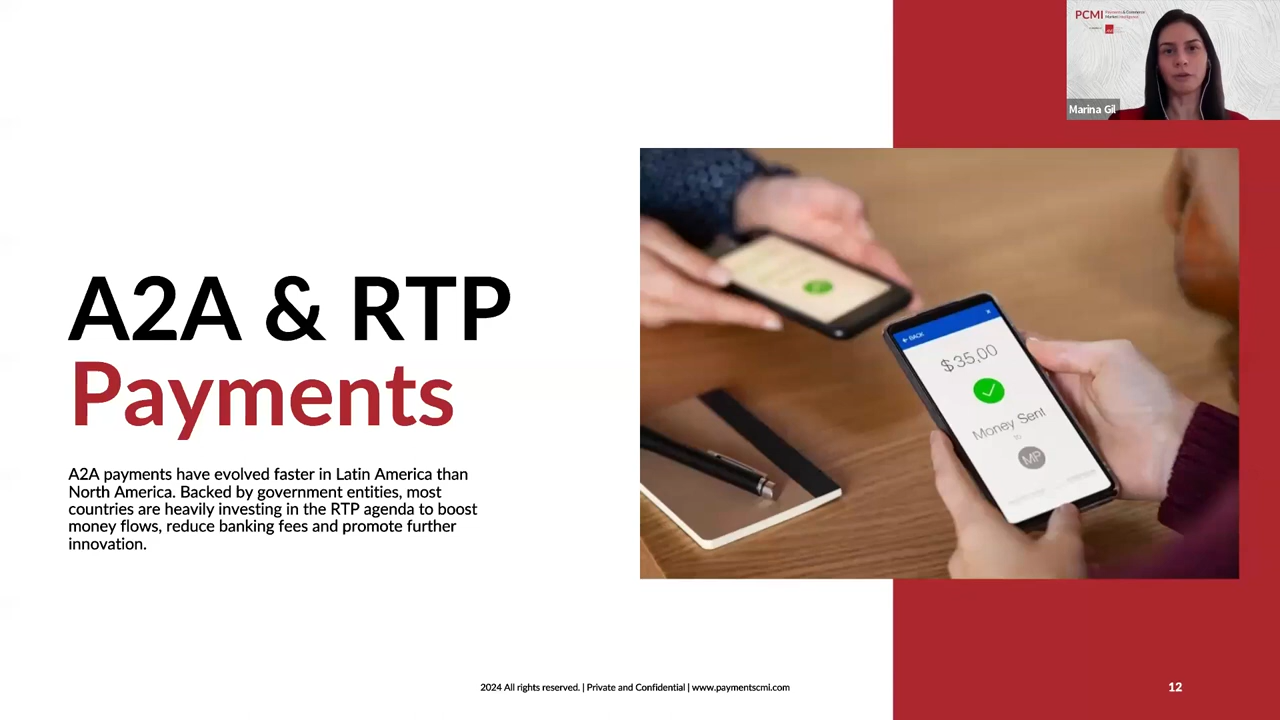 PCMI
Marina Gil
A2A & RTP
Payments
A2A payments have evolved faster in Latin America than
North America. Backed by government entities, most
countries are heavily investing in the RTP agenda to boost
money flows, reduce banking fees and promote further
innovation.
BACK
$35,00
Money Sent
to
MP
2024 All rights reserved. | Private and Confidential | www.paymentscmi.com
12